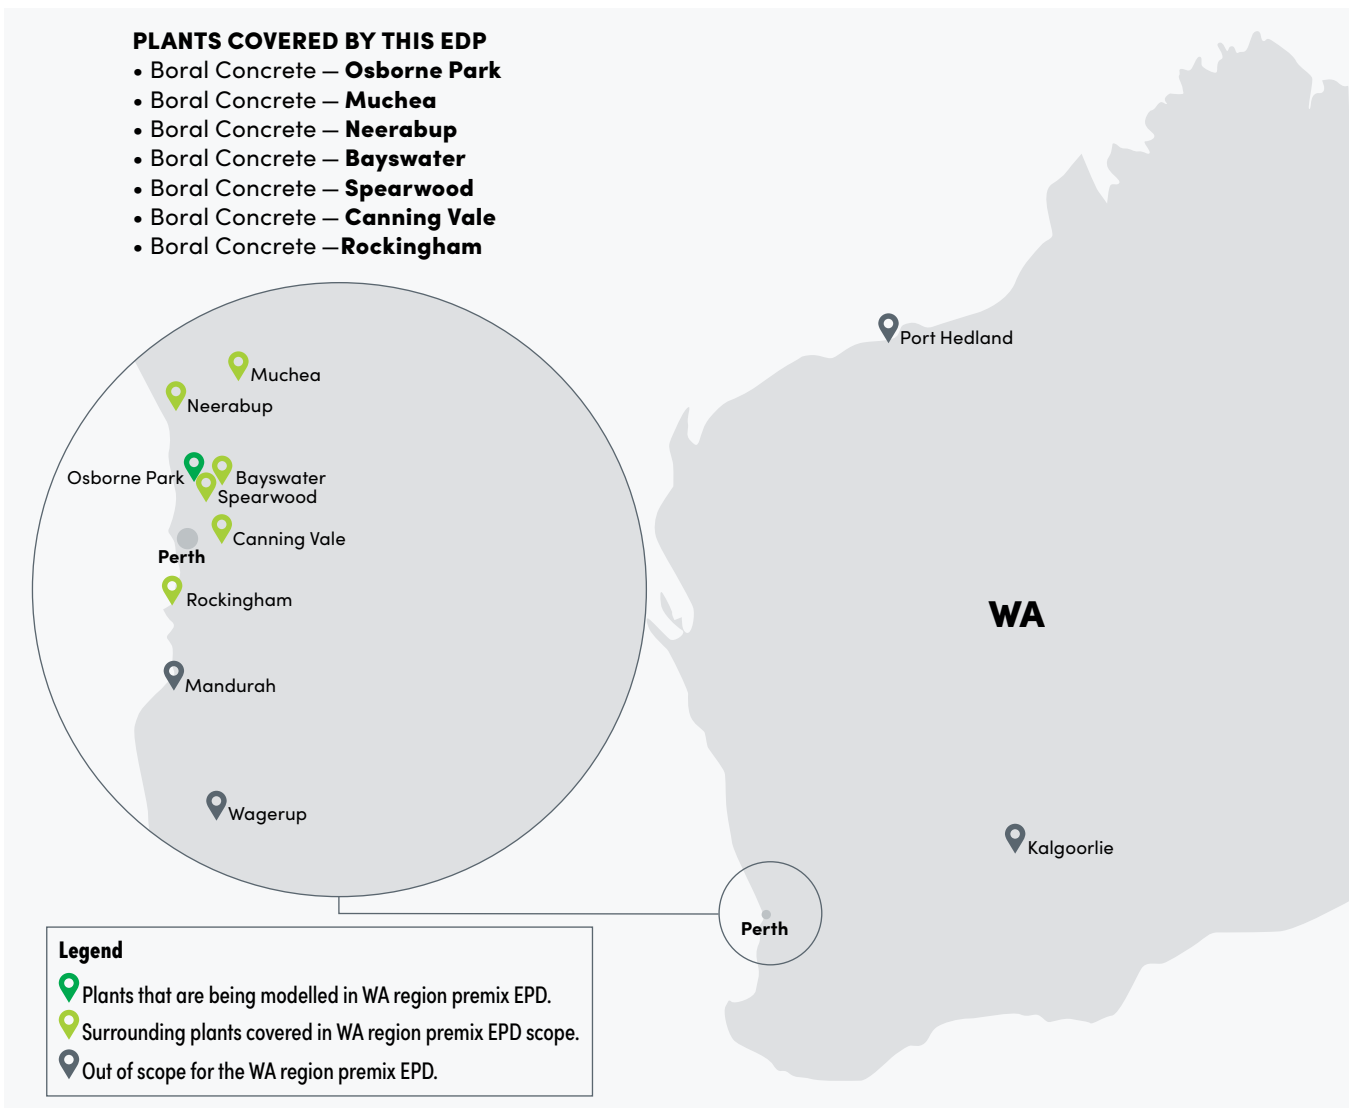 PLANTS COVERED BY THIS EDP
• Boral Concrete — Osborne Park
• Boral Concrete — Muchea
• Boral Concrete — Neerabup
• Boral Concrete — Bayswater
• Boral Concrete — Spearwood
• Boral Concrete — Canning Vale
• Boral Concrete —Rockingham
Port Hedland
Muchea
Neerabup
Osborne Park
Bayswater
Spearwood
Canning Vale
Perth
Rockingham
WA
Mandurah
Wagerup
Kalgoorlie
Perth
Legend
Plants that are being modelled in WA region premix EPD.
Surrounding plants covered in WA region premix EPD scope.
Out of scope for the WA region premix EPD.